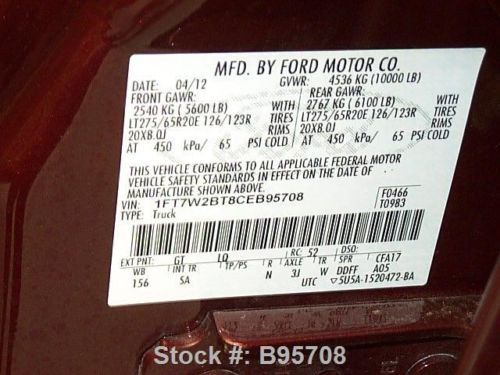 MFD. BY FORD MOTOR CO.
DATE: 04/12 GVWR: 4536 KG (10000 LB)
FRONT GAWR: REAR GAWR:
2540 KG ( 5600 LB) 2767 KG ( 6100 LB)
LT275/65R20E 126/123R TIRES LT275/65R20E 126/123R TIRES
20X8.0J RIMS 20X8.0J RIMS
AT 450 kPa/ 65 PSI COLD AT 450 kPa/ 65 PSI COLD
THIS VEHICLE CONFORMS TO ALL APPLICABLE FEDERAL MOTOR
VEHICLE SAFETY STANDARDS IN EFFECT ON THE DATE OF
MANUFACTURE SHOWN ABOVE.
VIN: 1FT7W2BT8CEB95708 F0466
TYPE: Truck T0983
EXT PNT: GT LQ RC: 52 DSO: CFA17
WB INT TR TP/PS R AXLE TR SPR A05
156 SA N 3J W DDFF
UTC ▽5U5A-1520472-BA
Stock #: B95708